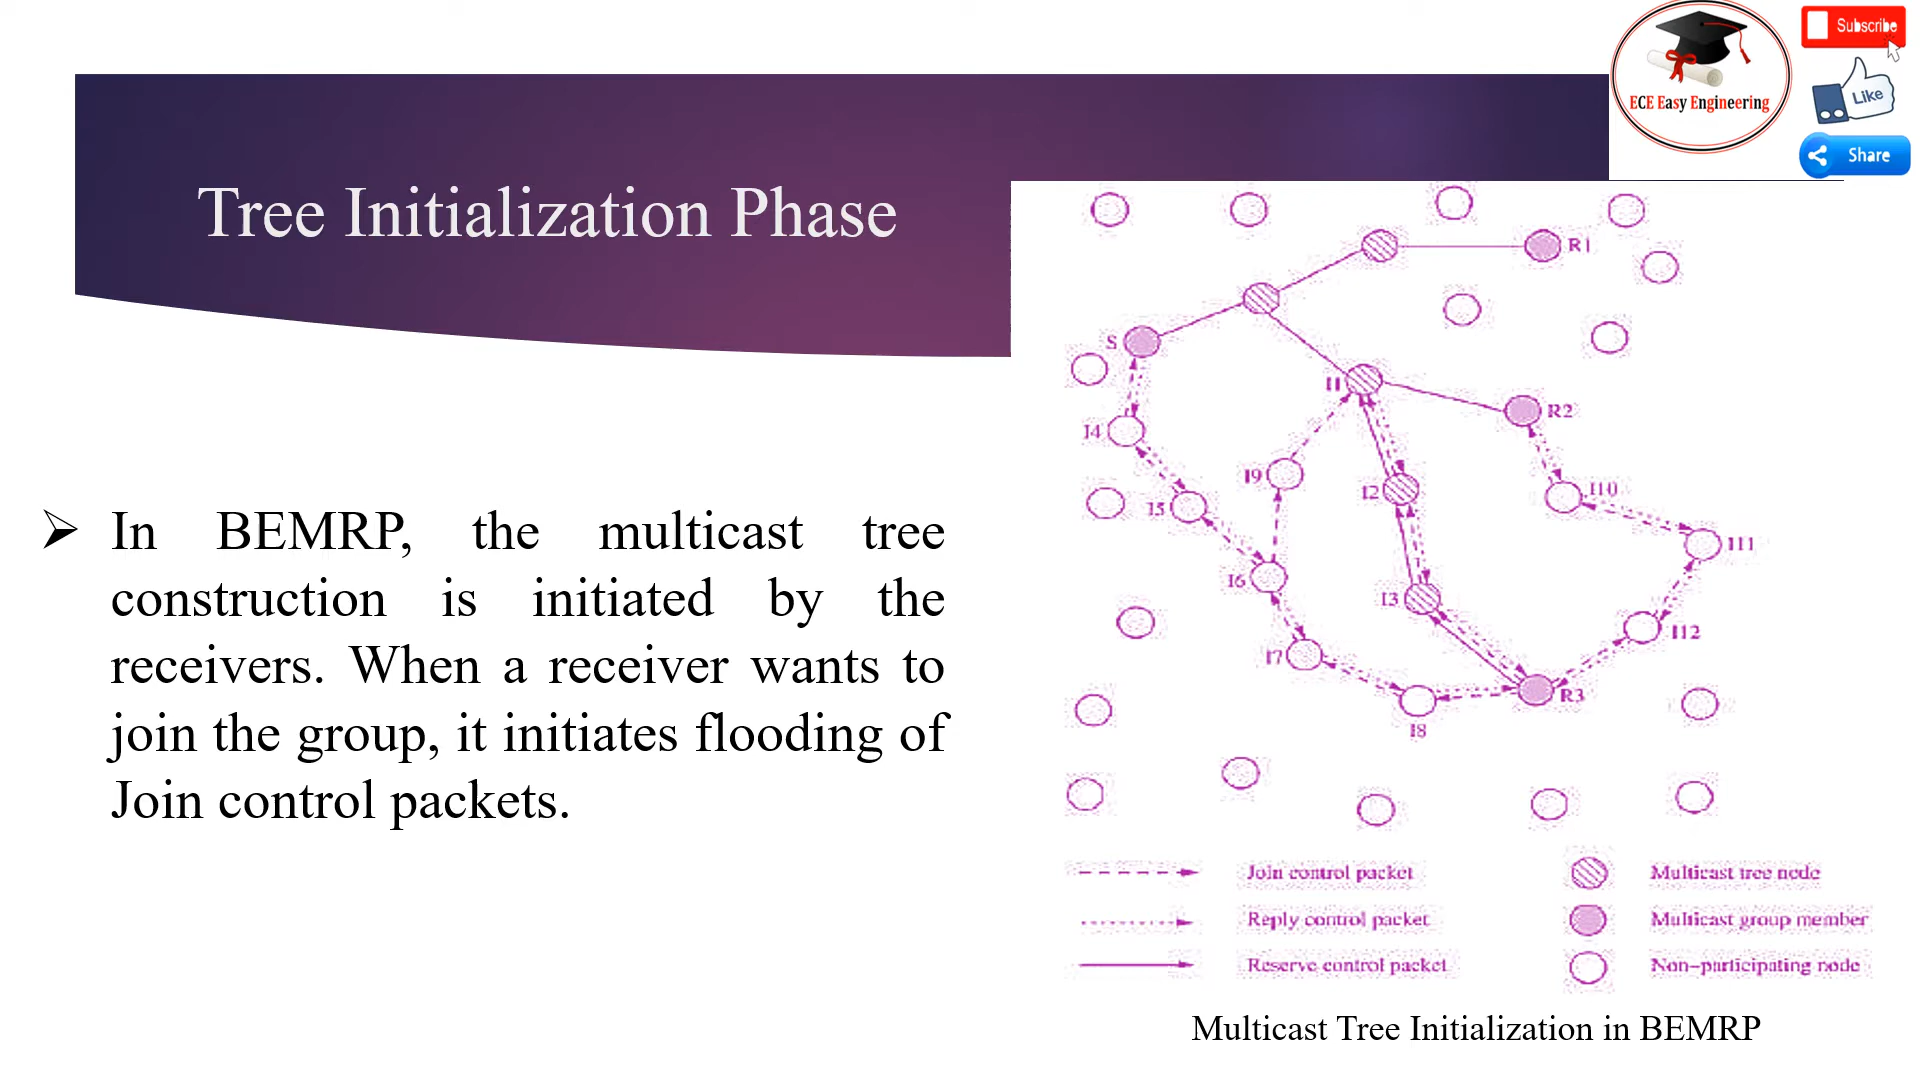 Subscribe
Like
Share
ECE Easy Engineering
Tree Initialization Phase
➢ In BEMRP, the multicast tree
construction is initiated by the
receivers. When a receiver wants to
join the group, it initiates flooding of
Join control packets.
R1
S
I1
R2
I4
I9
I2
I10
I5
I11
I6
I3
I12
I7
R3
I8
Join control packet
Multicast tree node
Reply control packet
Multicast group member
Reserve control packet
Non-participating node
Multicast Tree Initialization in BEMRP